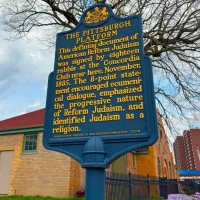 THE PITTSBURGH
PLATFORM
This defining document of
American Reform Judaism
was signed by eighteen
rabbis at the Concordia
Club near here, November,
1885. The 8-point state-
ment encouraged ecumeni-
cal dialogue, emphasized
the progressive nature
of Reform Judaism, and
identified Judaism as a
religion.